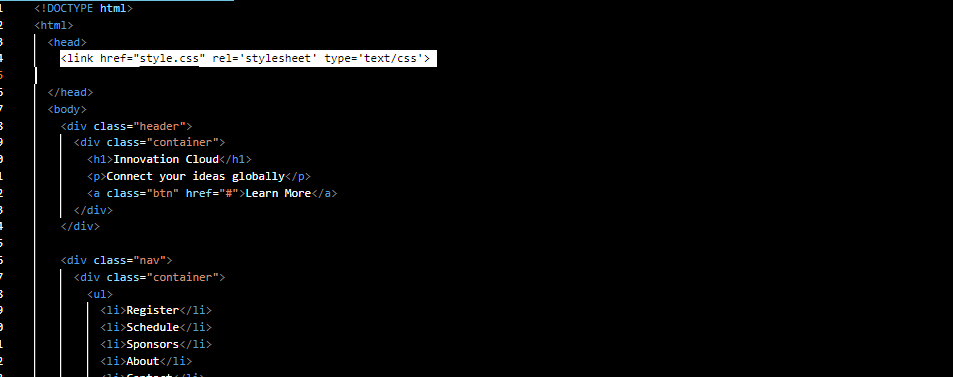 1 <!DOCTYPE html>
2 <html>
3 <head>
4 <link href="style.css" rel='stylesheet' type='text/css'>
5
6 </head>
7 <body>
8 <div class="header">
9 <div class="container">
0 <h1>Innovation Cloud</h1>
1 <p>Connect your ideas globally</p>
2 <a class="btn" href="#">Learn More</a>
3 </div>
4 </div>
5
6 <div class="nav">
7 <div class="container">
8 <ul>
9 <li>Register</li>
0 <li>Schedule</li>
1 <li>Sponsors</li>
2 <li>About</li>
<li>Contact</li>